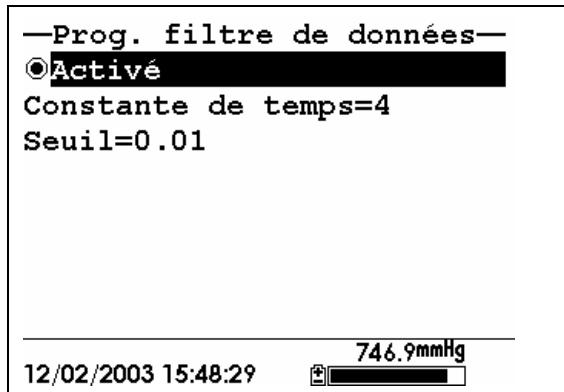 Prog. filtre de données
Activé
Constante de temps=4
Seuil=0.01
746.9mmHg
12/02/2003 15:48:29